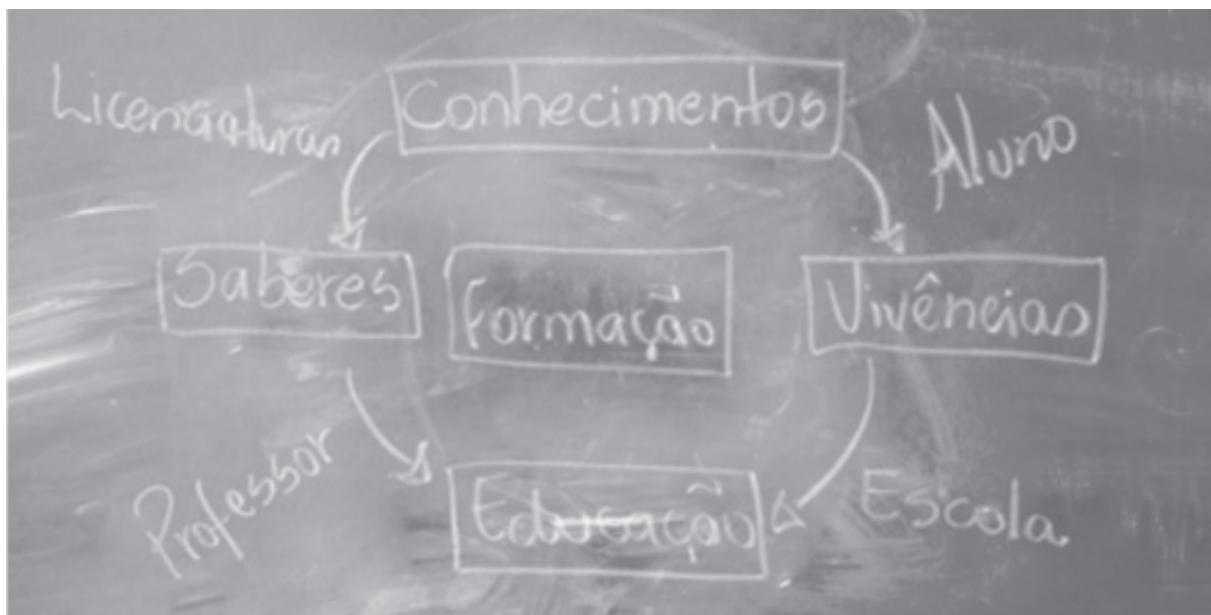 Licenciaturas
Conhecimentos
Aluno
Saberes
Formação
Vivências
Professor
Educação
Escola